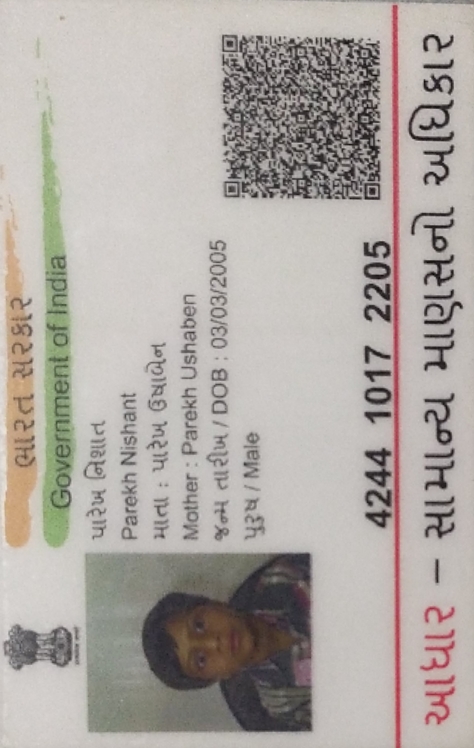 ભારત સરકાર
Government of India
પારેખ નિશાત
Parekh Nishant
માતા : પારેખ ઉષાબેન
Mother : Parekh Ushaben
જન્મ તારીખ / DOB : 03/03/2005
પુરુષ / Male
4244 1017 2205
આધાર – સામાન્ય માણસનો અધિકાર